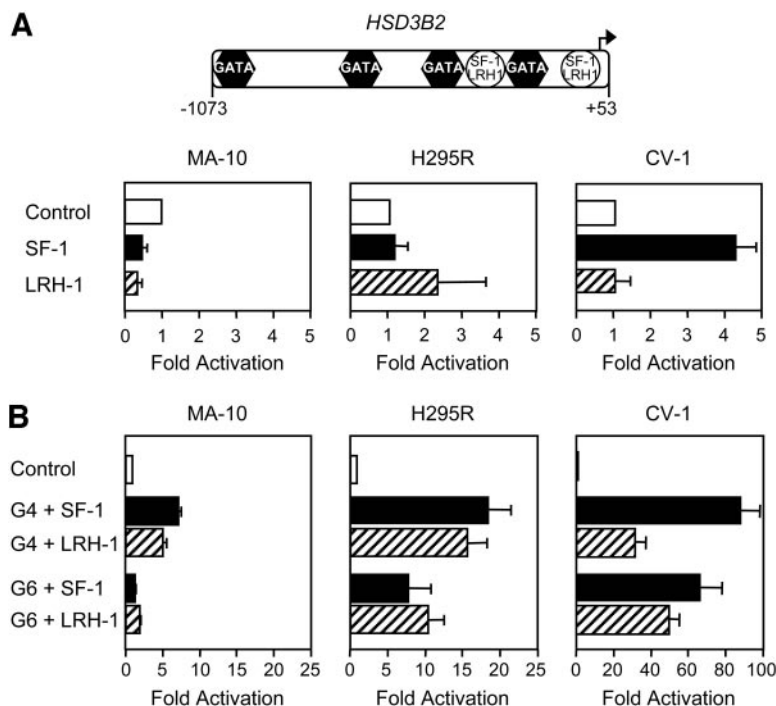 A
HSD3B2
GATA GATA GATA SF-1 LRH1 GATA SF-1 LRH1
-1073 +53
MA-10 H295R CV-1
Control
SF-1
LRH-1
0 1 2 3 4 5 0 1 2 3 4 5 0 1 2 3 4 5
Fold Activation Fold Activation Fold Activation
B
MA-10 H295R CV-1
Control
G4 + SF-1
G4 + LRH-1
G6 + SF-1
G6 + LRH-1
0 5 10 15 20 25 0 5 10 15 20 25 0 20 40 60 80 100
Fold Activation Fold Activation Fold Activation